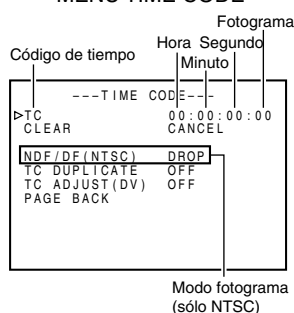 MENÚ TIME CODE
Fotograma
Código de tiempo
Hora Segundo
Minuto
---TIME CODE---
TC 00:00:00:00
CLEAR CANCEL
NDF/DF(NTSC) DROP
TC DUPLICATE OFF
TC ADJUST(DV) OFF
PAGE BACK
Modo fotograma
(sólo NTSC)